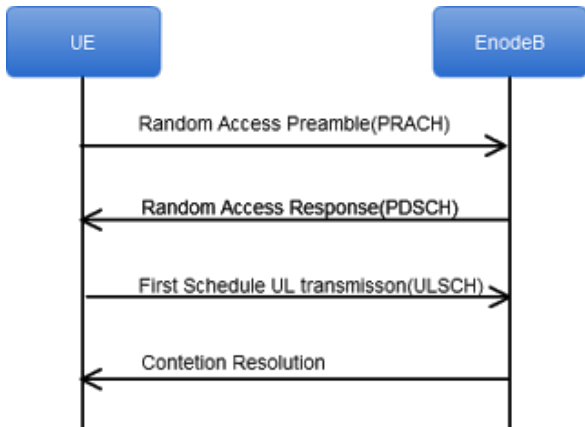 UE
EnodeB
Random Access Preamble(PRACH)
Random Access Response(PDSCH)
First Schedule UL transmisson(ULSCH)
Contetion Resolution